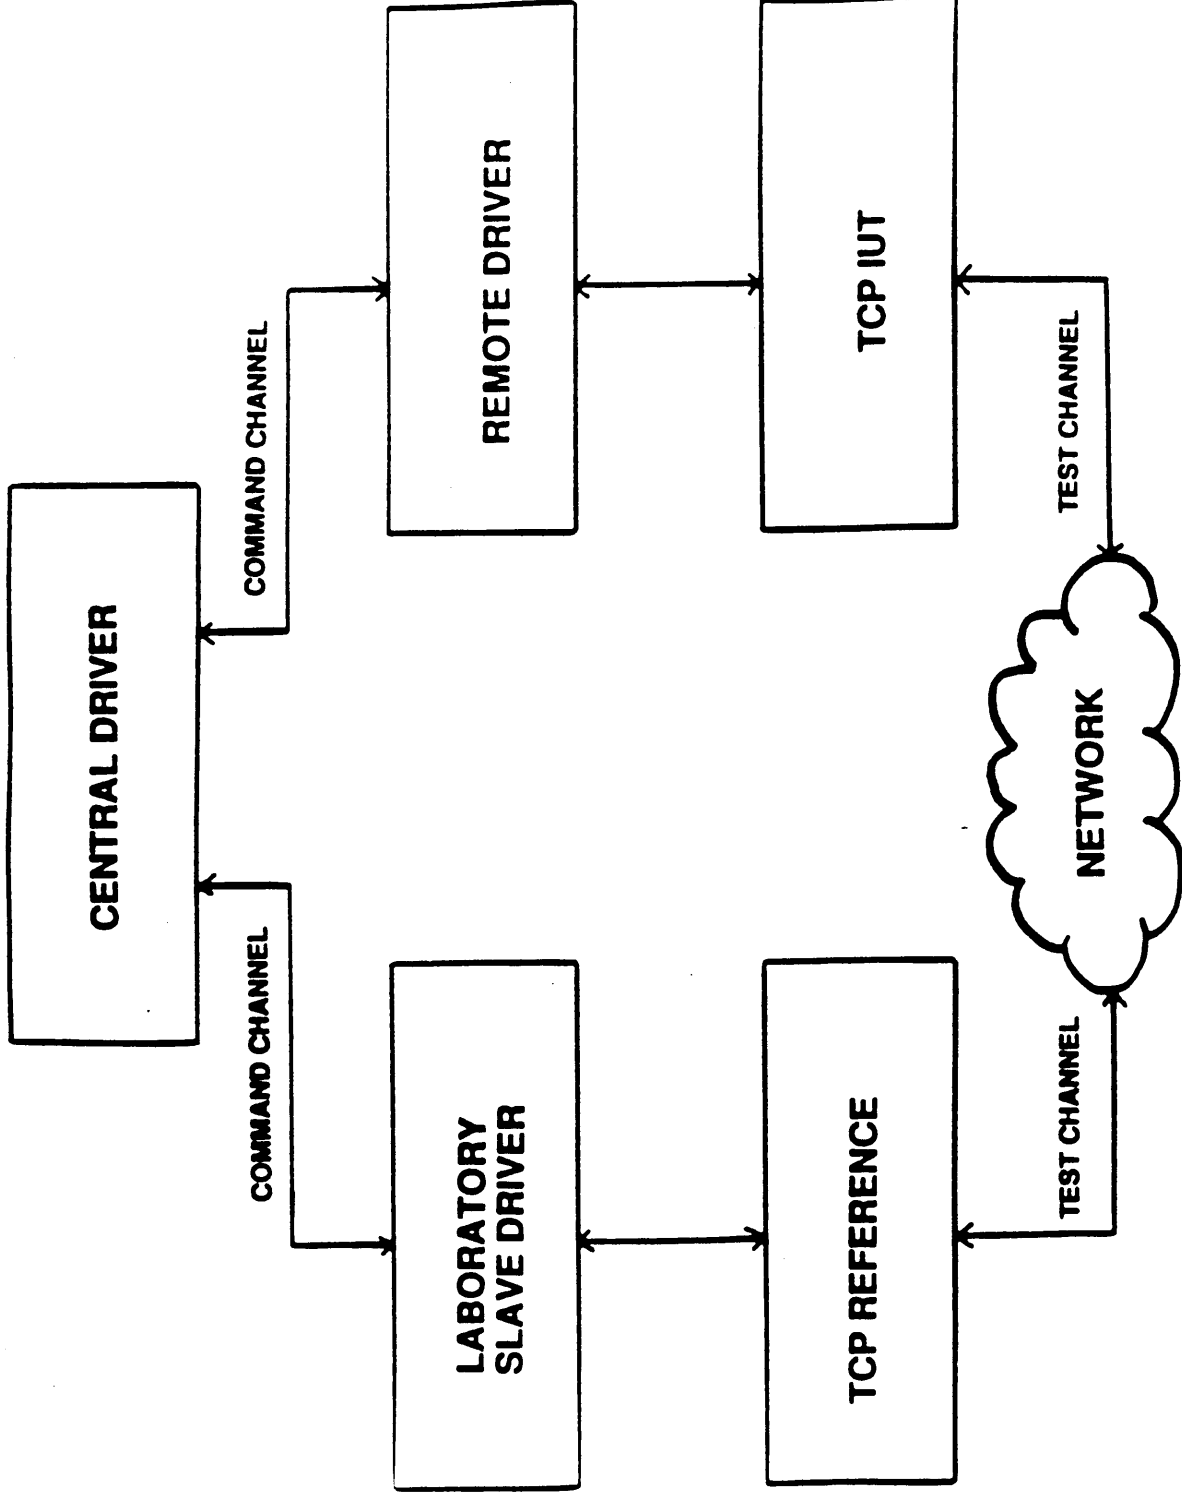 CENTRAL DRIVER
COMMAND CHANNEL
COMMAND CHANNEL
LABORATORY
SLAVE DRIVER
REMOTE DRIVER
TCP REFERENCE
TCP IUT
TEST CHANNEL
NETWORK
TEST CHANNEL